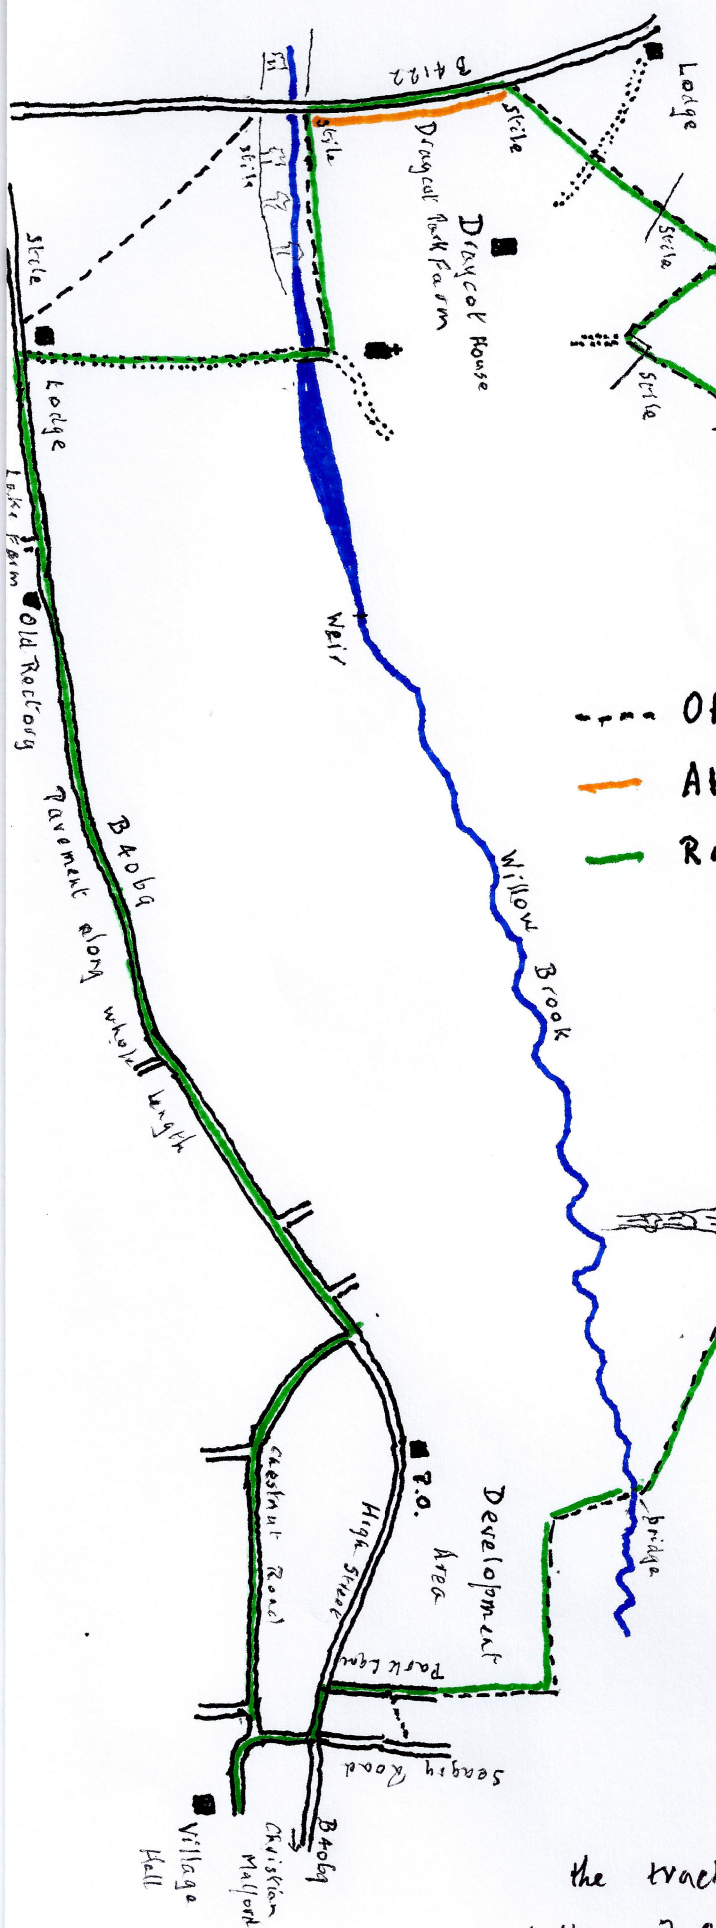 Lodge
B4122
Stile
Stile
Stile
Stile
Draycot Park Farm
Draycot House
Stile
Stile
Lodge
Lake Farm
Old Rectory
Weir
B4069
Pavement along whole length
Willow Brook
bridge
P.O.
High Street
Chestnut Road
Development
Area
Park Lane
Seagry Road
B4069
Christian
Malford
Village
Hall
the